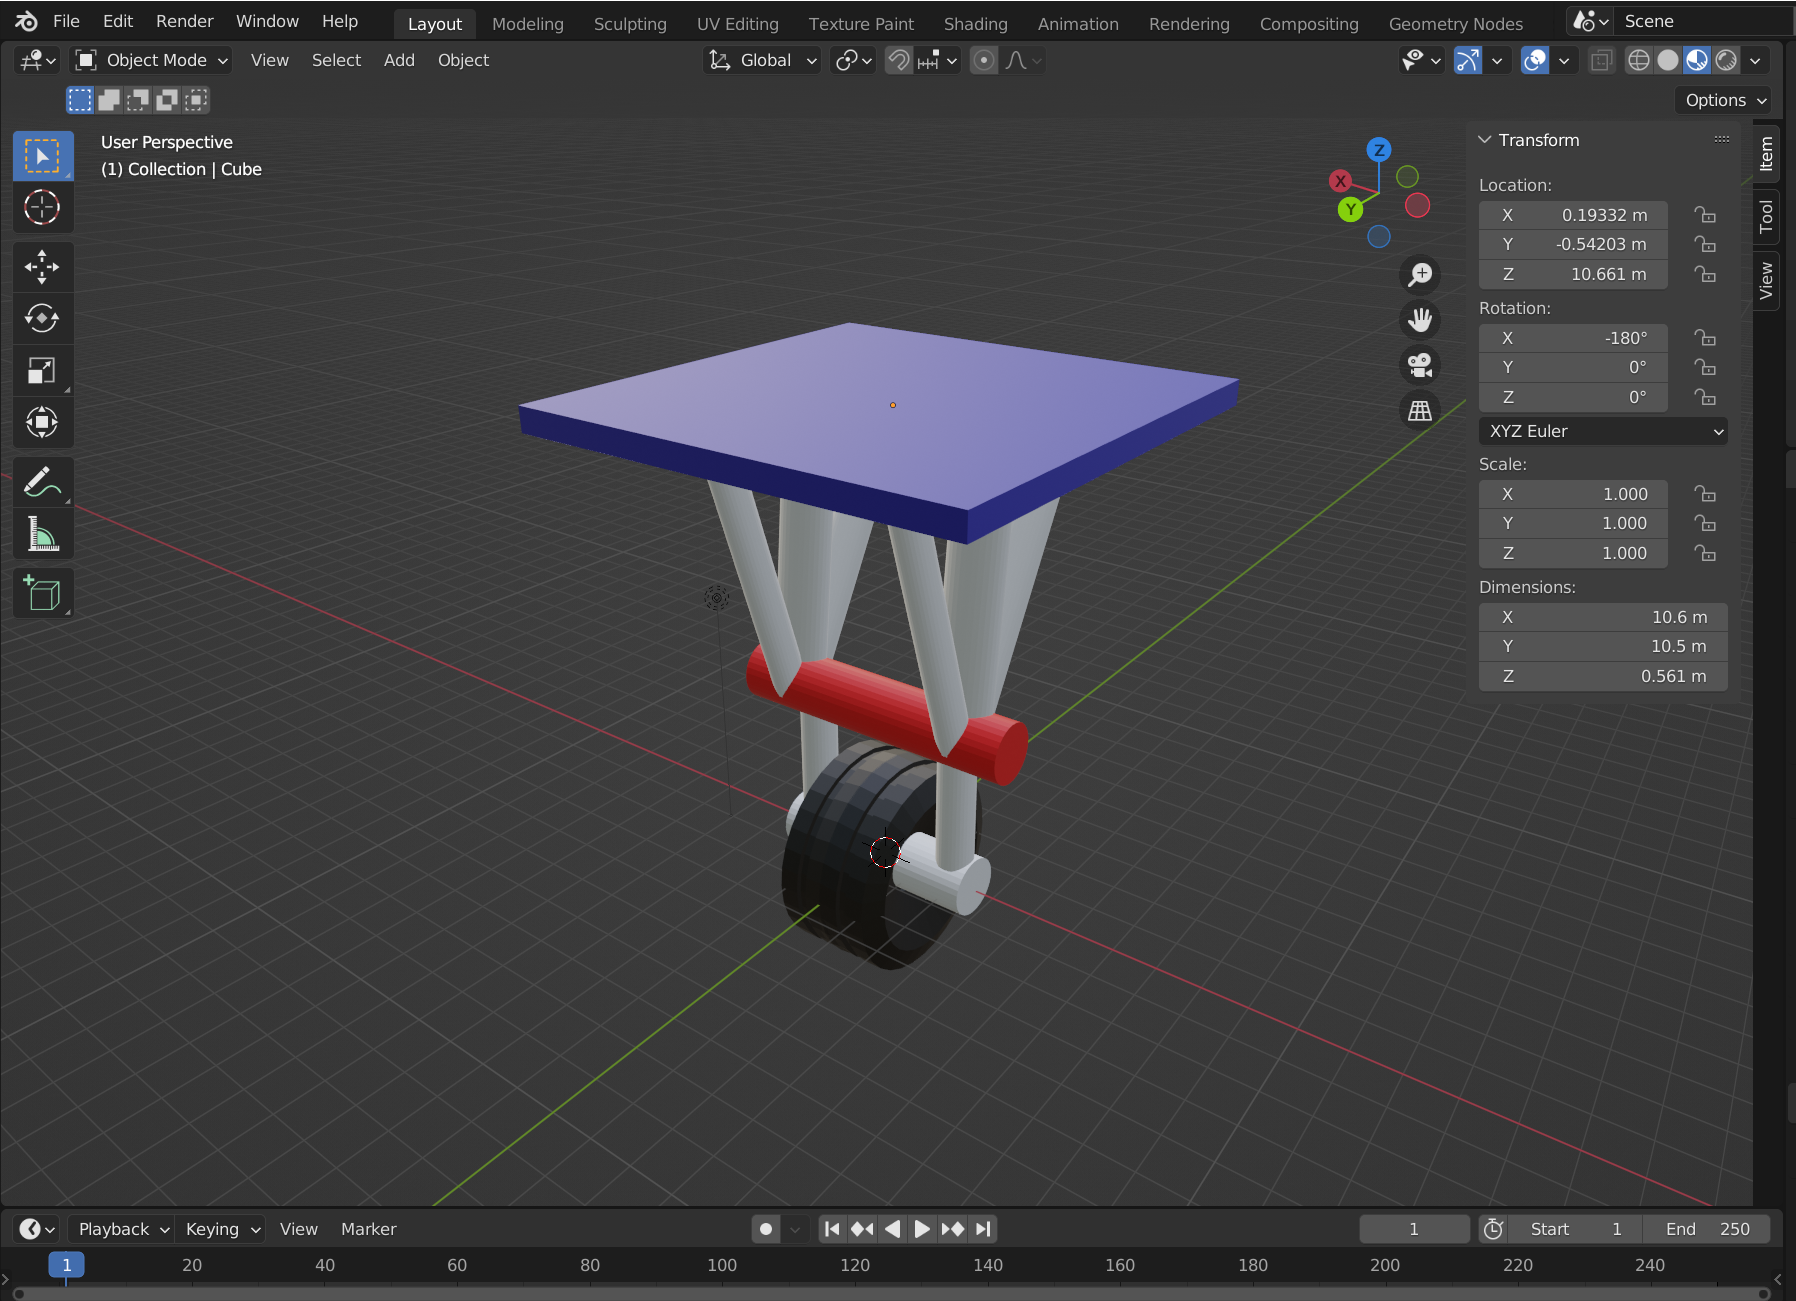 File Edit Render Window Help Layout Modeling Sculpting UV Editing Texture Paint Shading Animation Rendering Compositing Geometry Nodes Scene
Object Mode View Select Add Object Global
Options
User Perspective
(1) Collection | Cube
Z
X
Y
Transform
Location:
X 0.19332 m
Y -0.54203 m
Z 10.661 m
Rotation:
X -180°
Y 0°
Z 0°
XYZ Euler
Scale:
X 1.000
Y 1.000
Z 1.000
Dimensions:
X 10.6 m
Y 10.5 m
Z 0.561 m
Item
Tool
View
Playback Keying View Marker 1 Start 1 End 250
1 20 40 60 80 100 120 140 160 180 200 220 240